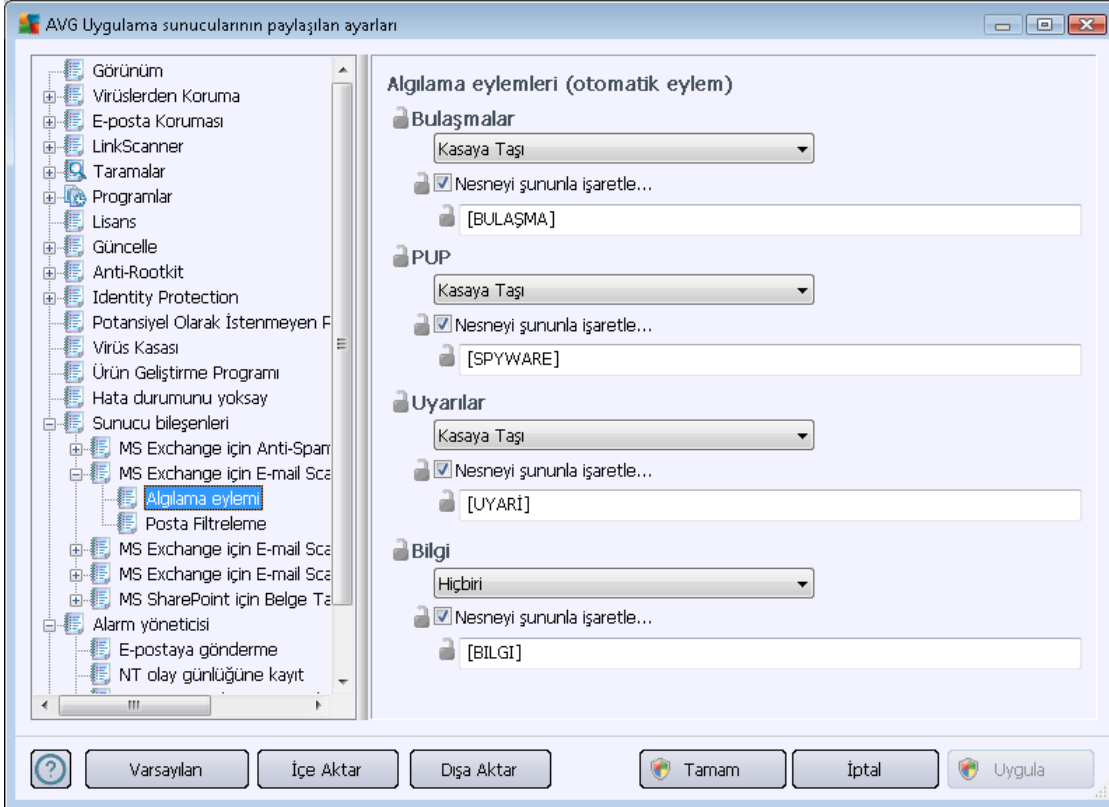 AVG Uygulama sunucularının paylaşılan ayarları
Görünüm
Virüslerden Koruma
E-posta Koruması
LinkScanner
Taramalar
Programlar
Lisans
Güncelle
Anti-Rootkit
Identity Protection
Potansiyel Olarak İstenmeyen
Virüs Kasası
Ürün Geliştirme Programı
Hata durumunu yoksay
Sunucu bileşenleri
MS Exchange için Anti-Spam
MS Exchange için E-mail Sca
Algılama eylemi
Posta Filtreleme
MS Exchange için E-mail Sca
MS Exchange için E-mail Sca
MS SharePoint için Belge Ta
Alarm yöneticisi
E-postaya gönderme
NT olay günlüğüne kayıt
Algılama eylemleri (otomatik eylem)
Bulaşmalar
Kasaya Taşı
Nesneyi şununla işaretle...
[BULAŞMA]
PUP
Kasaya Taşı
Nesneyi şununla işaretle...
[SPYWARE]
Uyarılar
Kasaya Taşı
Nesneyi şununla işaretle...
[UYARİ]
Bilgi
Hiçbiri
Nesneyi şununla işaretle...
[BILGI]
Varsayılan
İçe Aktar
Dışa Aktar
Tamam
İptal
Uygula